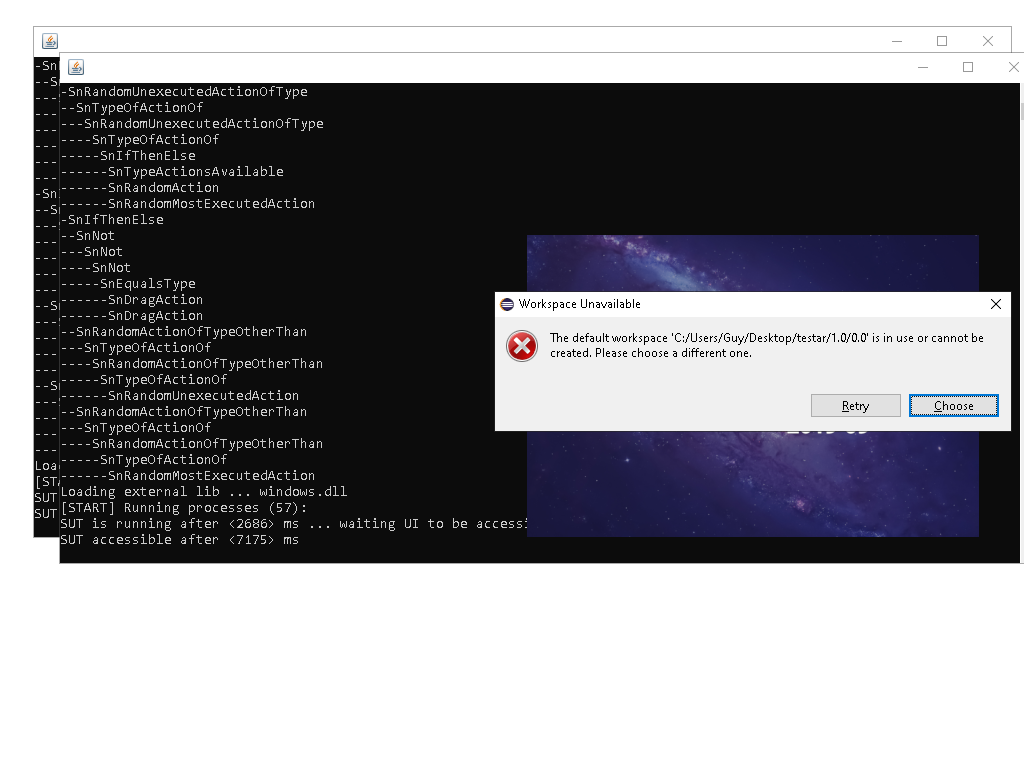 -Sn
--S
---
---
---
---
---
---
-Sn
--S
---
---
---
---
---
--S
---
---
---
---
--S
---
---
---
---
Loa
[STA
SUT
SUT
-SnRandomUnexecutedActionOfType
--SnTypeOfActionOf
---SnRandomUnexecutedActionOfType
----SnTypeOfActionOf
-----SnIfThenElse
------SnTypeActionsAvailable
------SnRandomAction
------SnRandomMostExecutedAction
-SnIfThenElse
--SnNot
---SnNot
----SnNot
-----SnEqualsType
------SnDragAction
------SnDragAction
--SnRandomActionOfTypeOtherThan
---SnTypeOfActionOf
----SnRandomActionOfTypeOtherThan
-----SnTypeOfActionOf
------SnRandomUnexecutedAction
--SnRandomActionOfTypeOtherThan
---SnTypeOfActionOf
----SnRandomActionOfTypeOtherThan
-----SnTypeOfActionOf
------SnRandomMostExecutedAction
Loading external lib ... windows.dll
[START] Running processes (57):
SUT is running after <2686> ms ... waiting UI to be accessi
SUT accessible after <7175> ms
Workspace Unavailable
The default workspace 'C:/Users/Guy/Desktop/testar/1.0/0.0' is in use or cannot be
created. Please choose a different one.
Retry
Choose